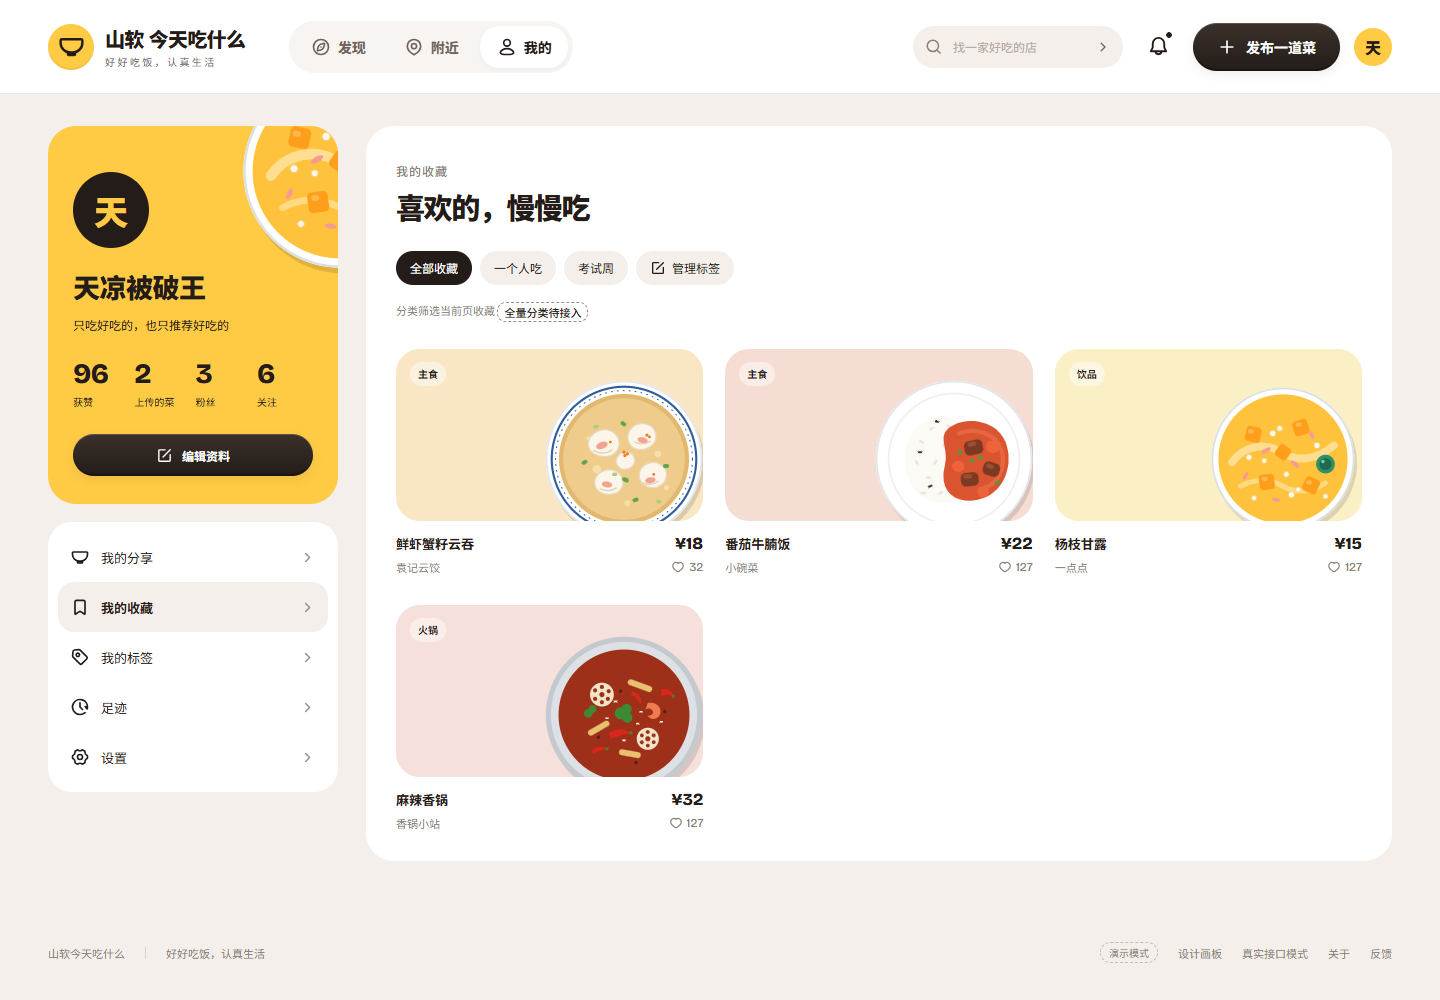 山软 今天吃什么
好好吃饭，认真生活
发现
附近
我的
找一家好吃的店
发布一道菜
天
天
天凉被破王
只吃好吃的，也只推荐好吃的
96 2 3 6
获赞 上传的菜 粉丝 关注
编辑资料
我的分享
我的收藏
我的标签
足迹
设置
我的收藏
喜欢的，慢慢吃
全部收藏 一个人吃 考试周 管理标签
分类筛选当前页收藏 全量分类待接入
主食
鲜虾蟹籽云吞 ¥18
袁记云饺 32
主食
番茄牛腩饭 ¥22
小碗菜 127
饮品
杨枝甘露 ¥15
一点点 127
火锅
麻辣香锅 ¥32
香锅小站 127
山软今天吃什么 好好吃饭，认真生活
演示模式 设计画板 真实接口模式 关于 反馈